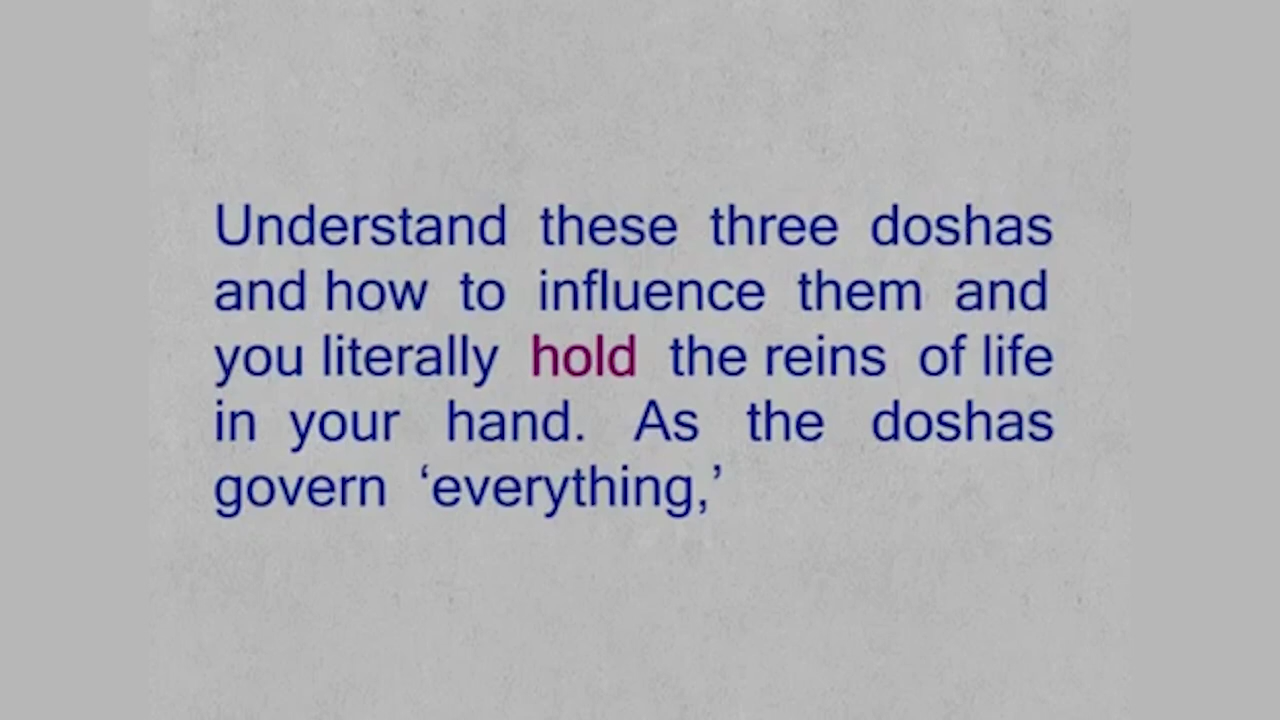 Understand these three doshas
and how to influence them and
you literally hold the reins of life
in your hand. As the doshas
govern ‘everything,’